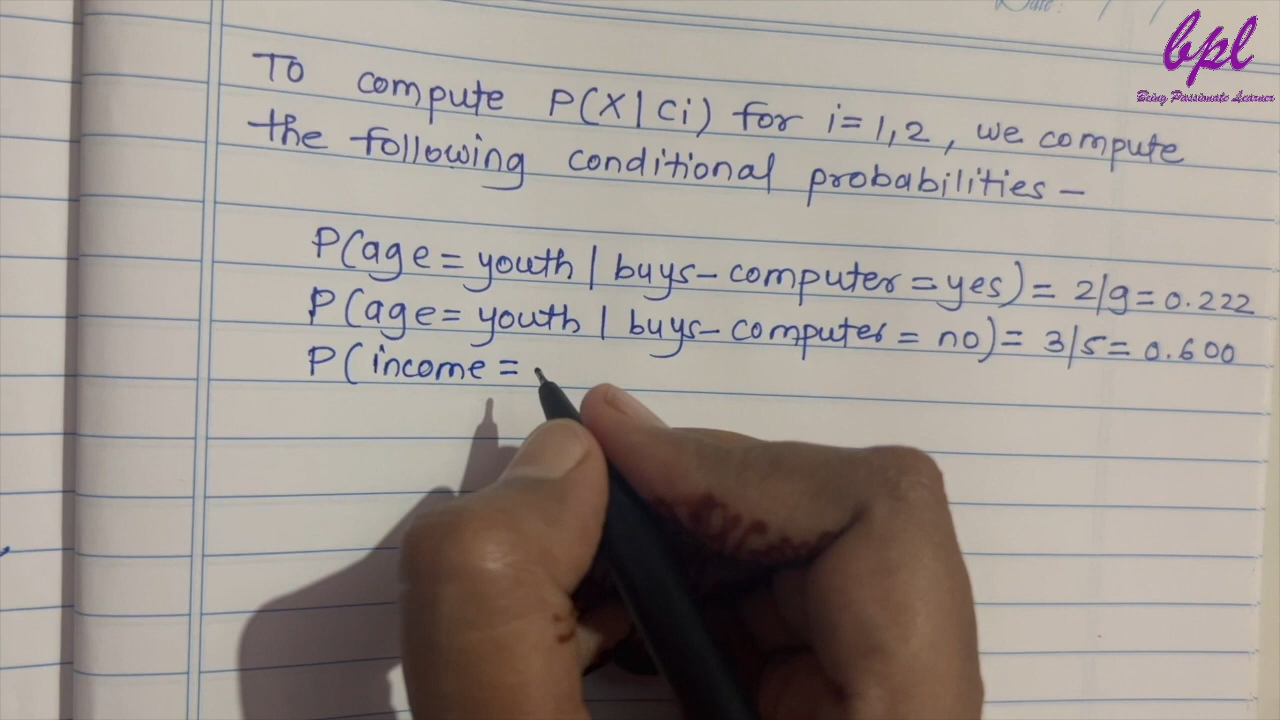 Date:
bpl
Being Passionate Learner
To compute P(X|Ci) for i=1,2, we compute
the following conditional probabilities -
P(age = youth | buys-computer = yes) = 2/9 = 0.222
P(age = youth | buys-computer = no) = 3/5 = 0.600
P(income =